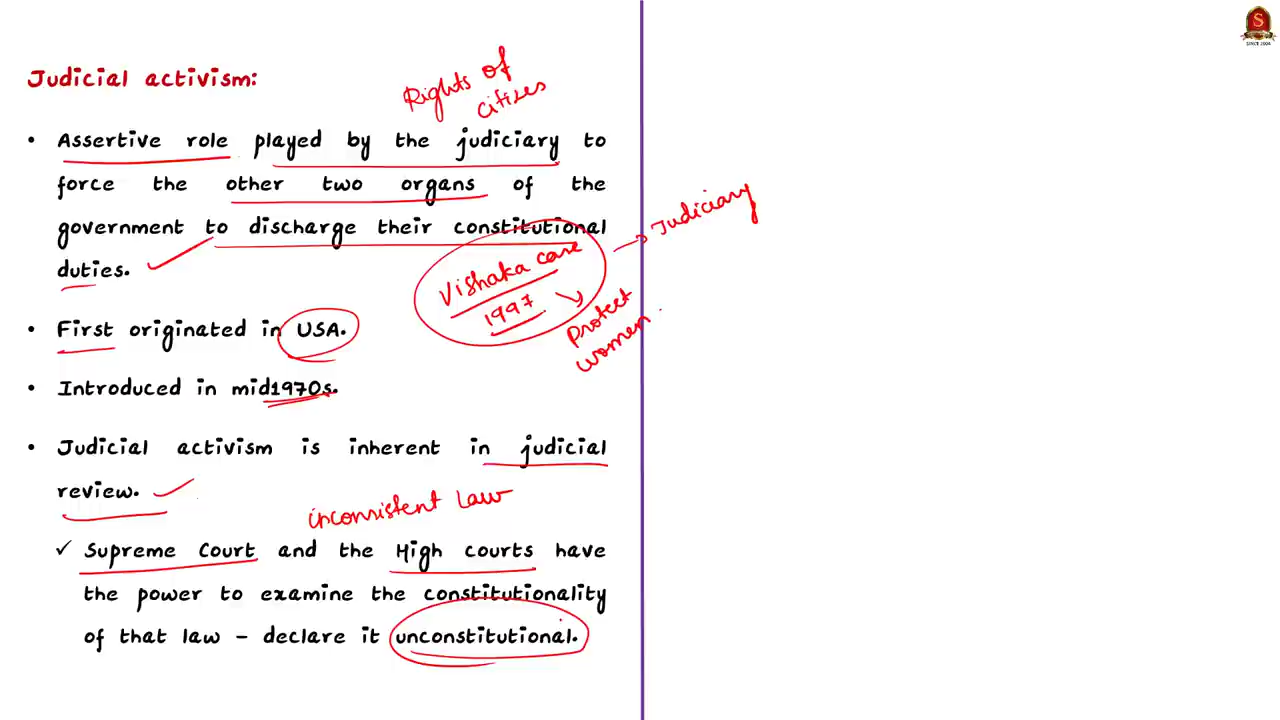 Judicial activism:
Rights of
citizes
• Assertive role played by the judiciary to
force the other two organs of the
government to discharge their constitutional
duties.
Vishaka case
1997
→ Judiciary
protect
women.
• First originated in USA.
• Introduced in mid1970s.
• Judicial activism is inherent in judicial
review.
inconsistent Law
✓ Supreme Court and the High courts have
the power to examine the constitutionality
of that law – declare it unconstitutional.
S
SINCE 2004